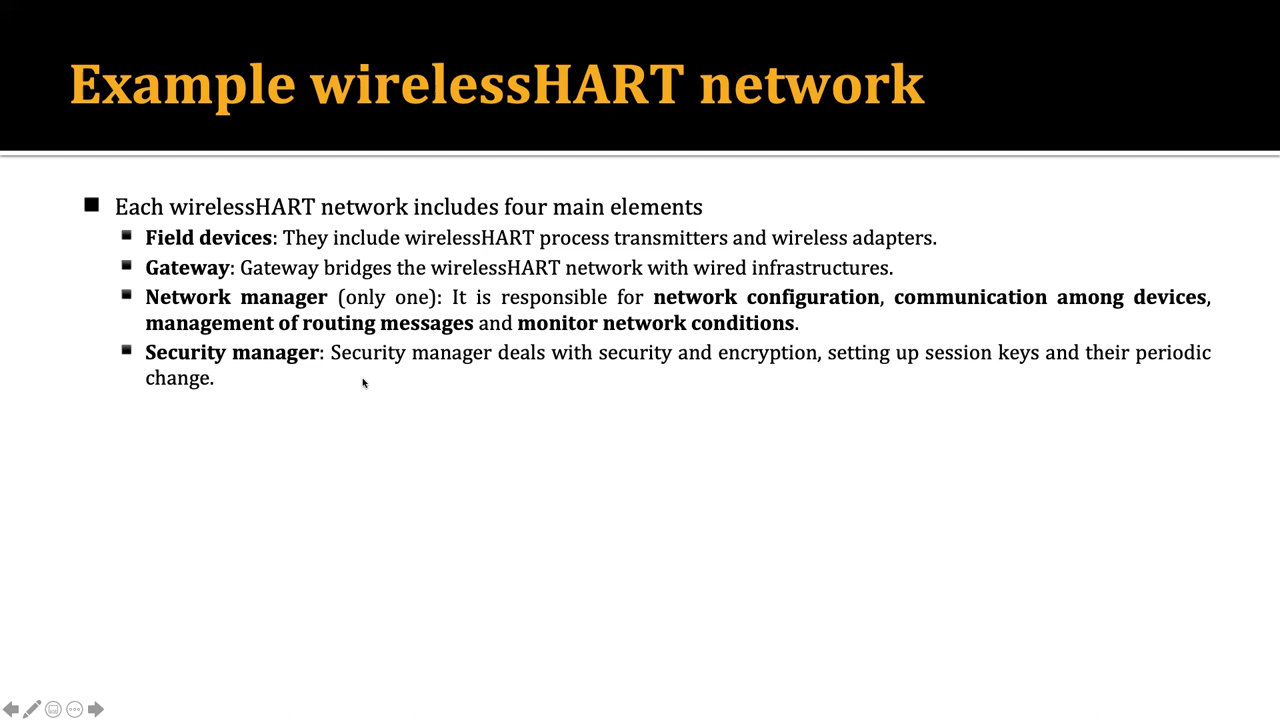 Example wirelessHART network
Each wirelessHART network includes four main elements
Field devices: They include wirelessHART process transmitters and wireless adapters.
Gateway: Gateway bridges the wirelessHART network with wired infrastructures.
Network manager (only one): It is responsible for network configuration, communication among devices,
management of routing messages and monitor network conditions.
Security manager: Security manager deals with security and encryption, setting up session keys and their periodic
change.